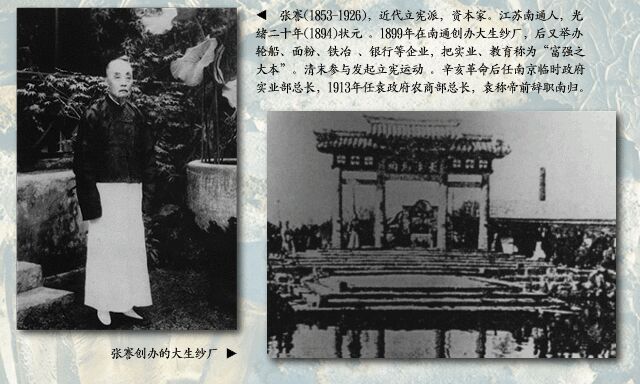 ◀ 张謇(1853-1926)，近代立宪派，资本家。江苏南通人，光
绪二十年(1894)状元 。1899年在南通创办大生纱厂，后又举办
轮船、面粉、铁冶 、银行等企业，把实业、教育称为“富强之
大本”。清末参与发起立宪运动 。辛亥革命后任南京临时政府
实业部总长，1913年任袁政府农商部总长，袁称帝前辞职南归。
张謇创办的大生纱厂 ▶